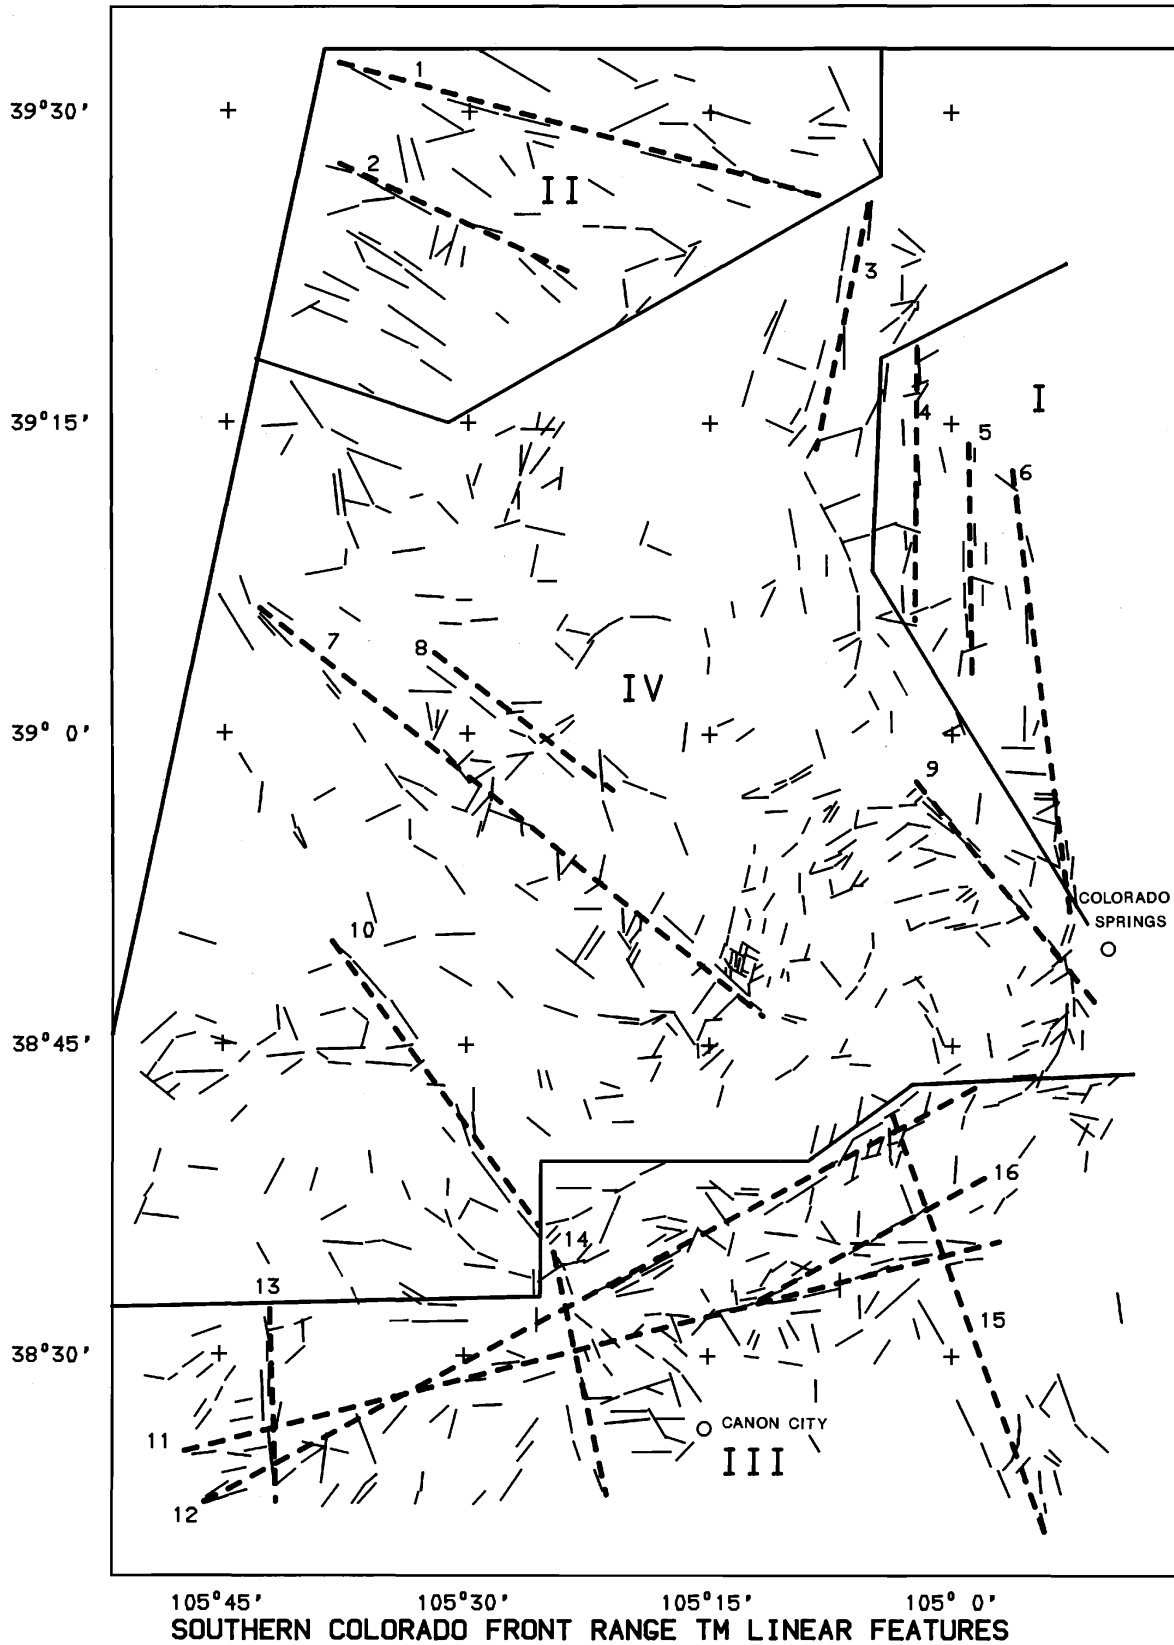 1
39°30'
2
II
3
I
39°15'
4
5
6
7
8
IV
39° 0'
9
COLORADO
SPRINGS
10
38°45'
16
14
13
15
38°30'
11
CANON CITY
III
12
105°45' 105°30' 105°15' 105° 0'
SOUTHERN COLORADO FRONT RANGE TM LINEAR FEATURES